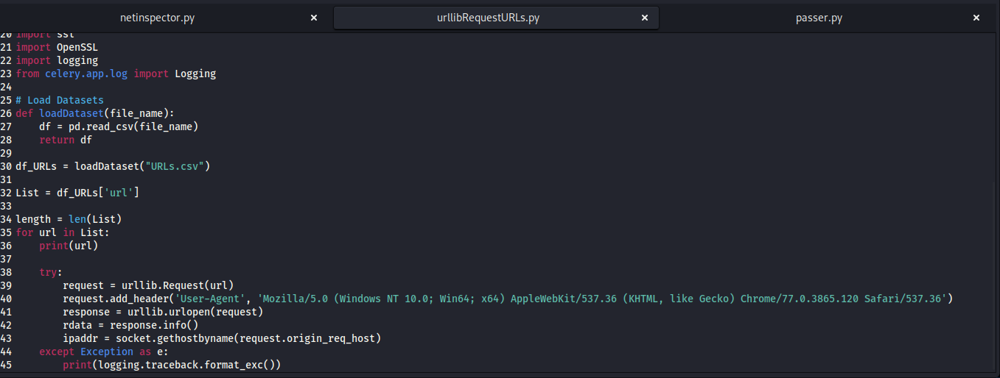 netinspector.py × urllibRequestURLs.py × passer.py ×
20 import ssl
21 import OpenSSL
22 import logging
23 from celery.app.log import Logging
24
25 # Load Datasets
26 def loadDataset(file_name):
27     df = pd.read_csv(file_name)
28     return df
29
30 df_URLs = loadDataset("URLs.csv")
31
32 List = df_URLs['url']
33
34 length = len(List)
35 for url in List:
36     print(url)
37
38     try:
39         request = urllib.Request(url)
40         request.add_header('User-Agent', 'Mozilla/5.0 (Windows NT 10.0; Win64; x64) AppleWebKit/537.36 (KHTML, like Gecko) Chrome/77.0.3865.120 Safari/537.36')
41         response = urllib.urlopen(request)
42         rdata = response.info()
43         ipaddr = socket.gethostbyname(request.origin_req_host)
44     except Exception as e:
45         print(logging.traceback.format_exc())